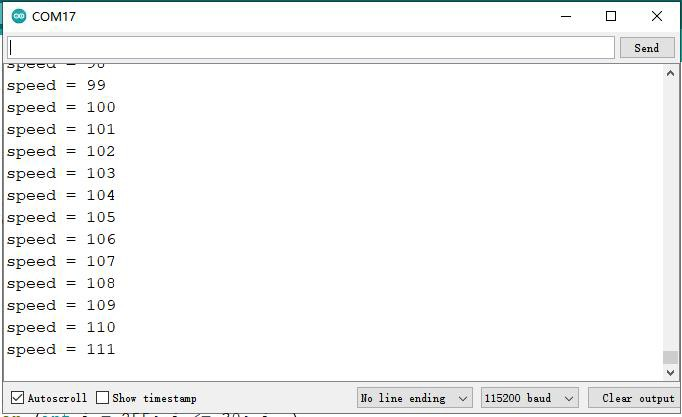 COM17
Send
speed = 98
speed = 99
speed = 100
speed = 101
speed = 102
speed = 103
speed = 104
speed = 105
speed = 106
speed = 107
speed = 108
speed = 109
speed = 110
speed = 111
Autoscroll Show timestamp No line ending 115200 baud Clear output